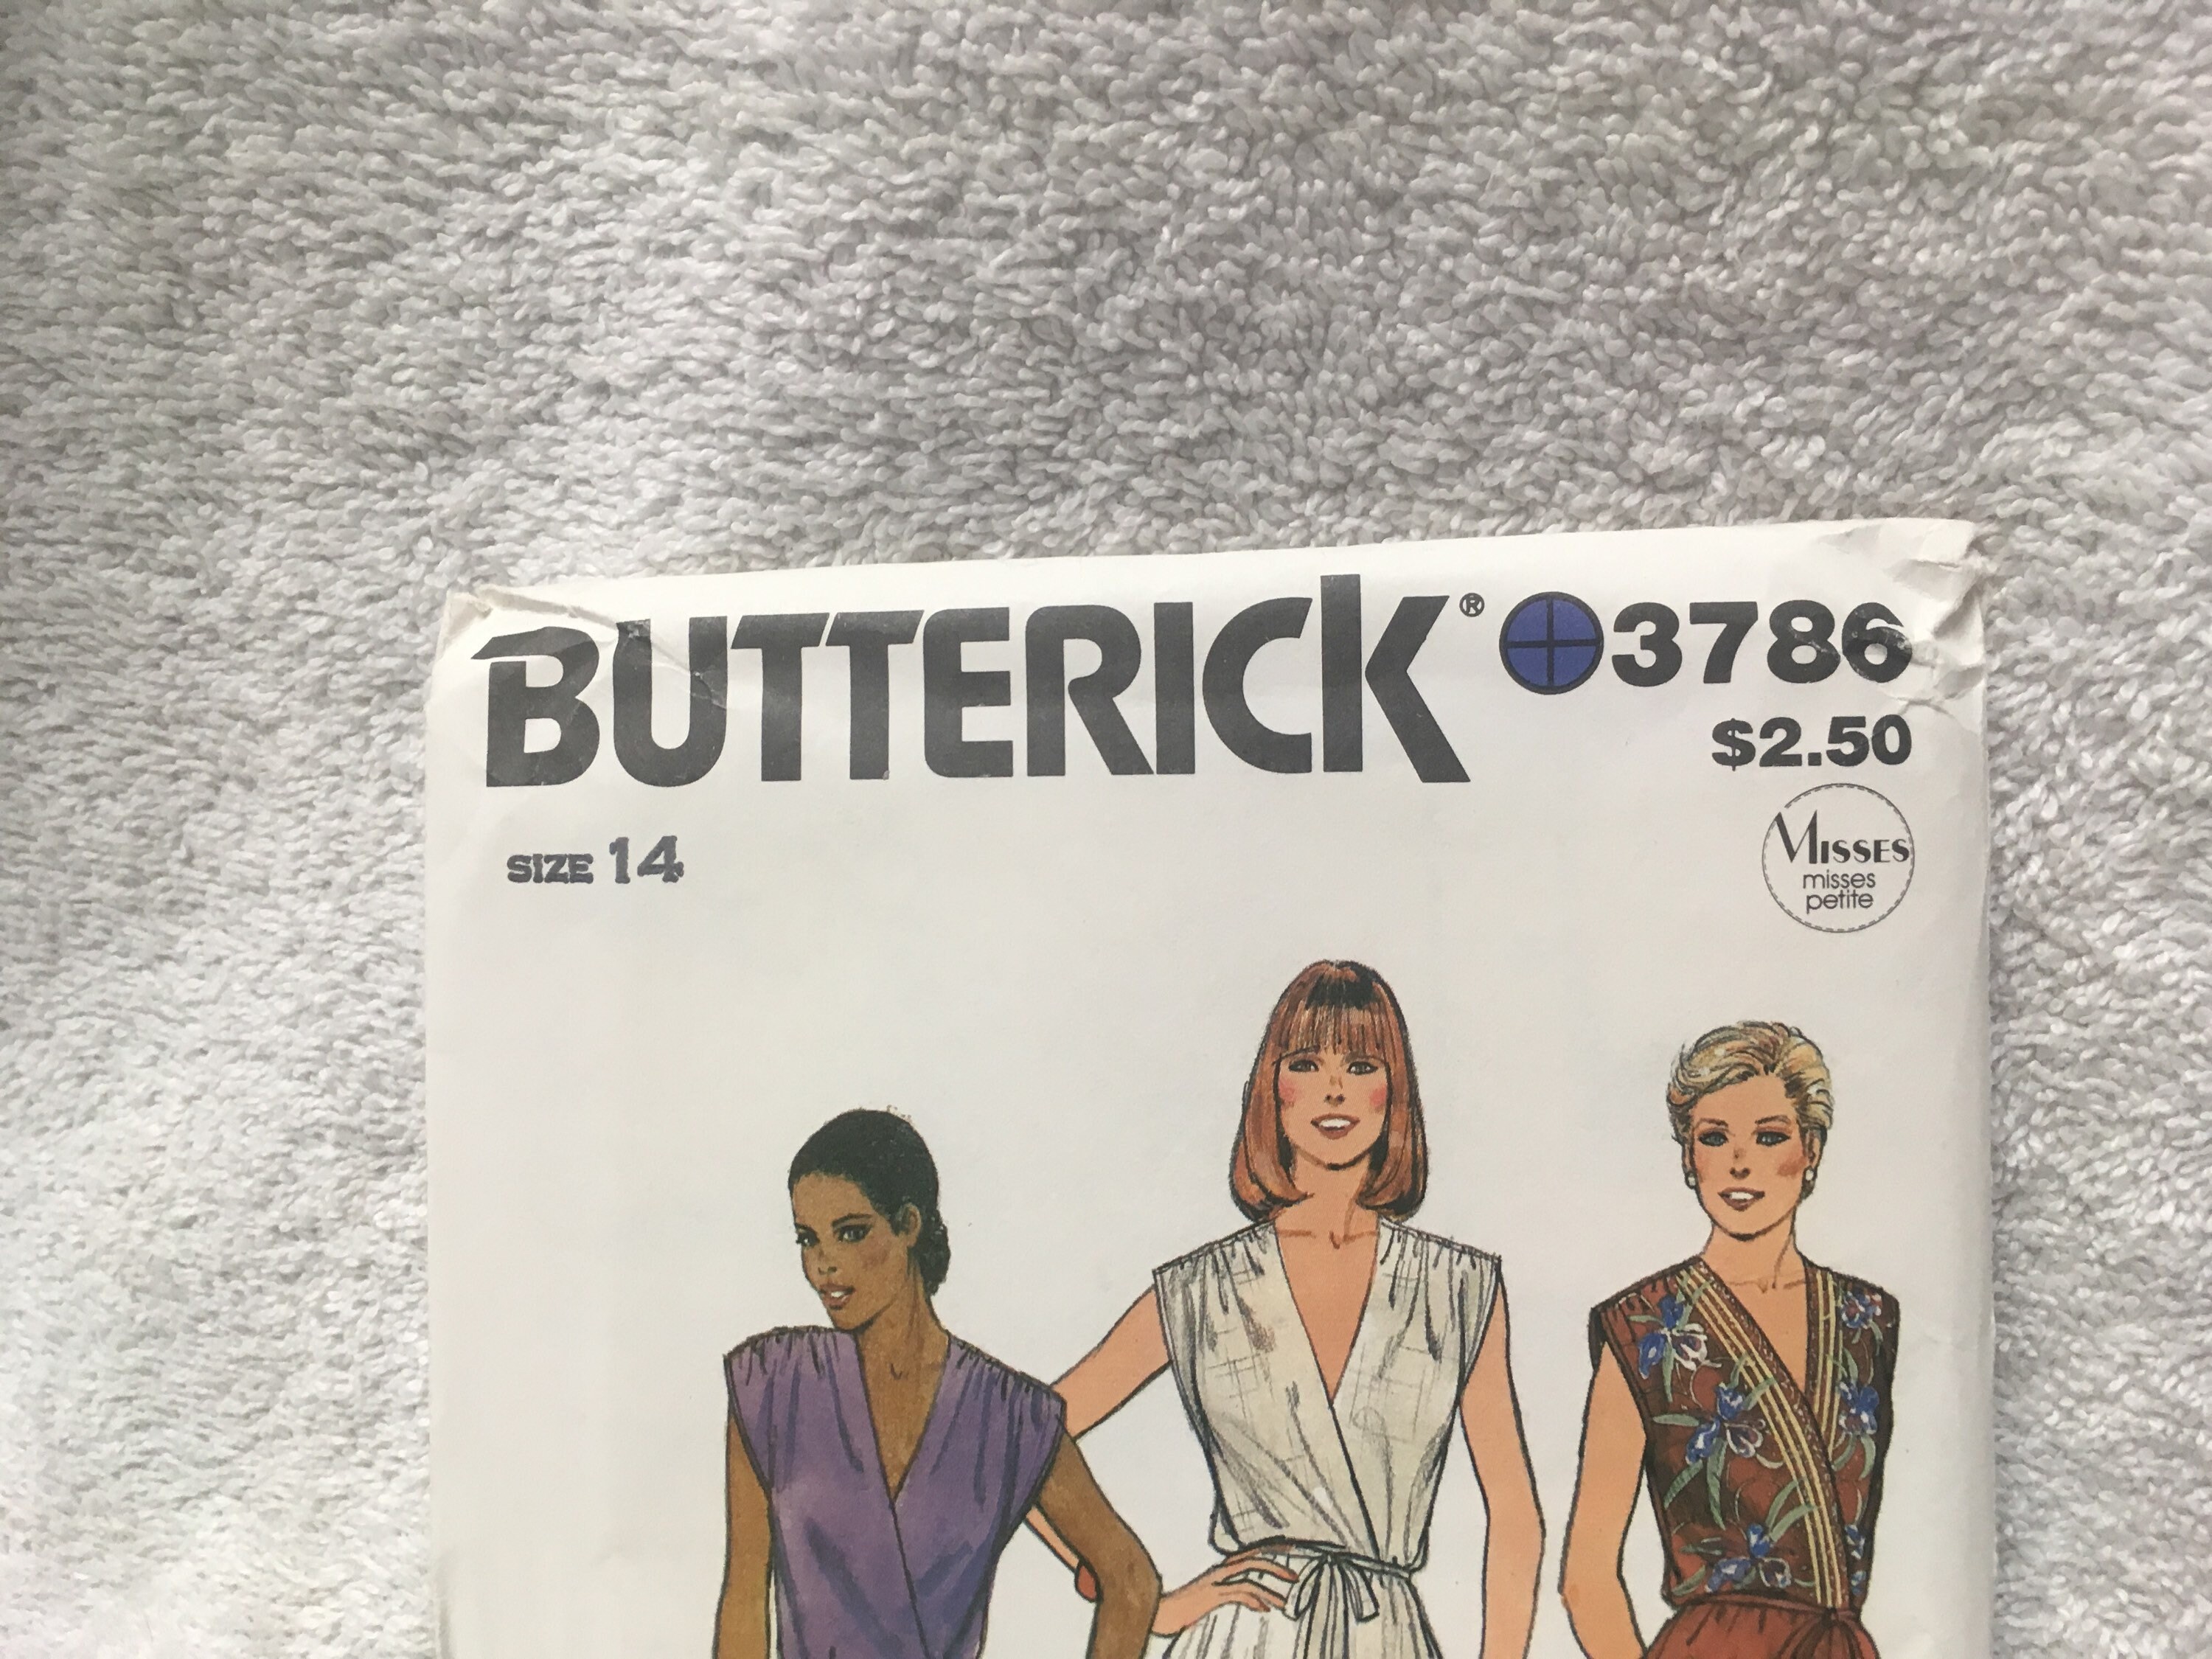 BUTTERICK® 3786
$2.50
SIZE 14
MISSES
misses
petite